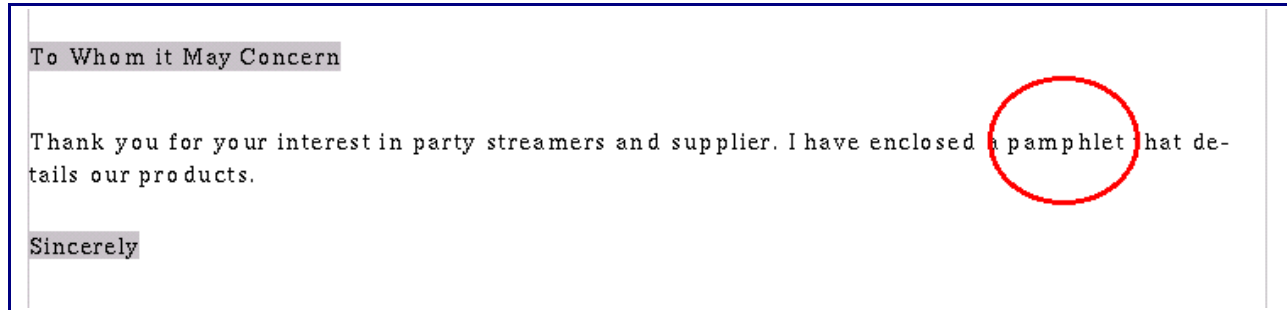 To Whom it May Concern
Thank you for your interest in party streamers and supplier. I have enclosed a pamphlet that de-
tails our products.
Sincerely